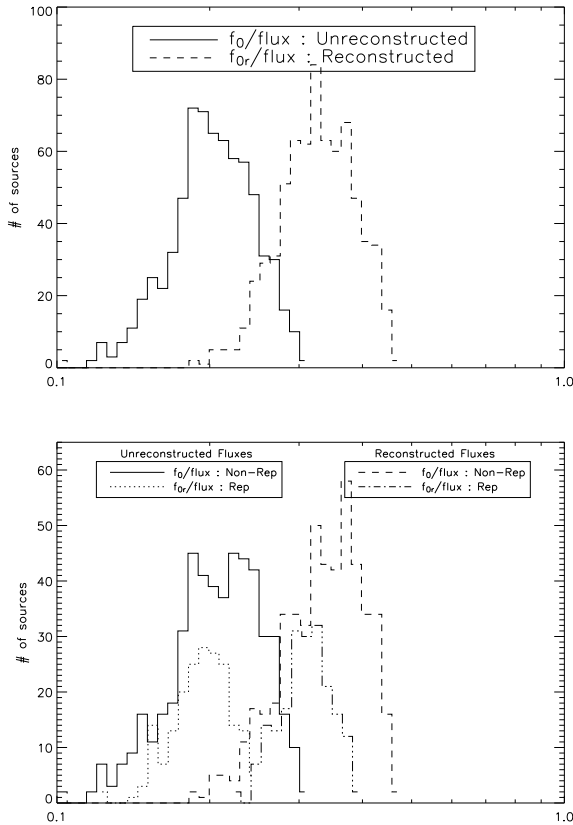 100
f0/flux : Unreconstructed
f0r/flux : Reconstructed
80
60
40
20
0
# of sources
0.1
1.0
Unreconstructed Fluxes
Reconstructed Fluxes
f0/flux : Non-Rep
f0r/flux : Rep
f0/flux : Non-Rep
f0r/flux : Rep
60
50
40
30
20
10
0
# of sources
0.1
1.0